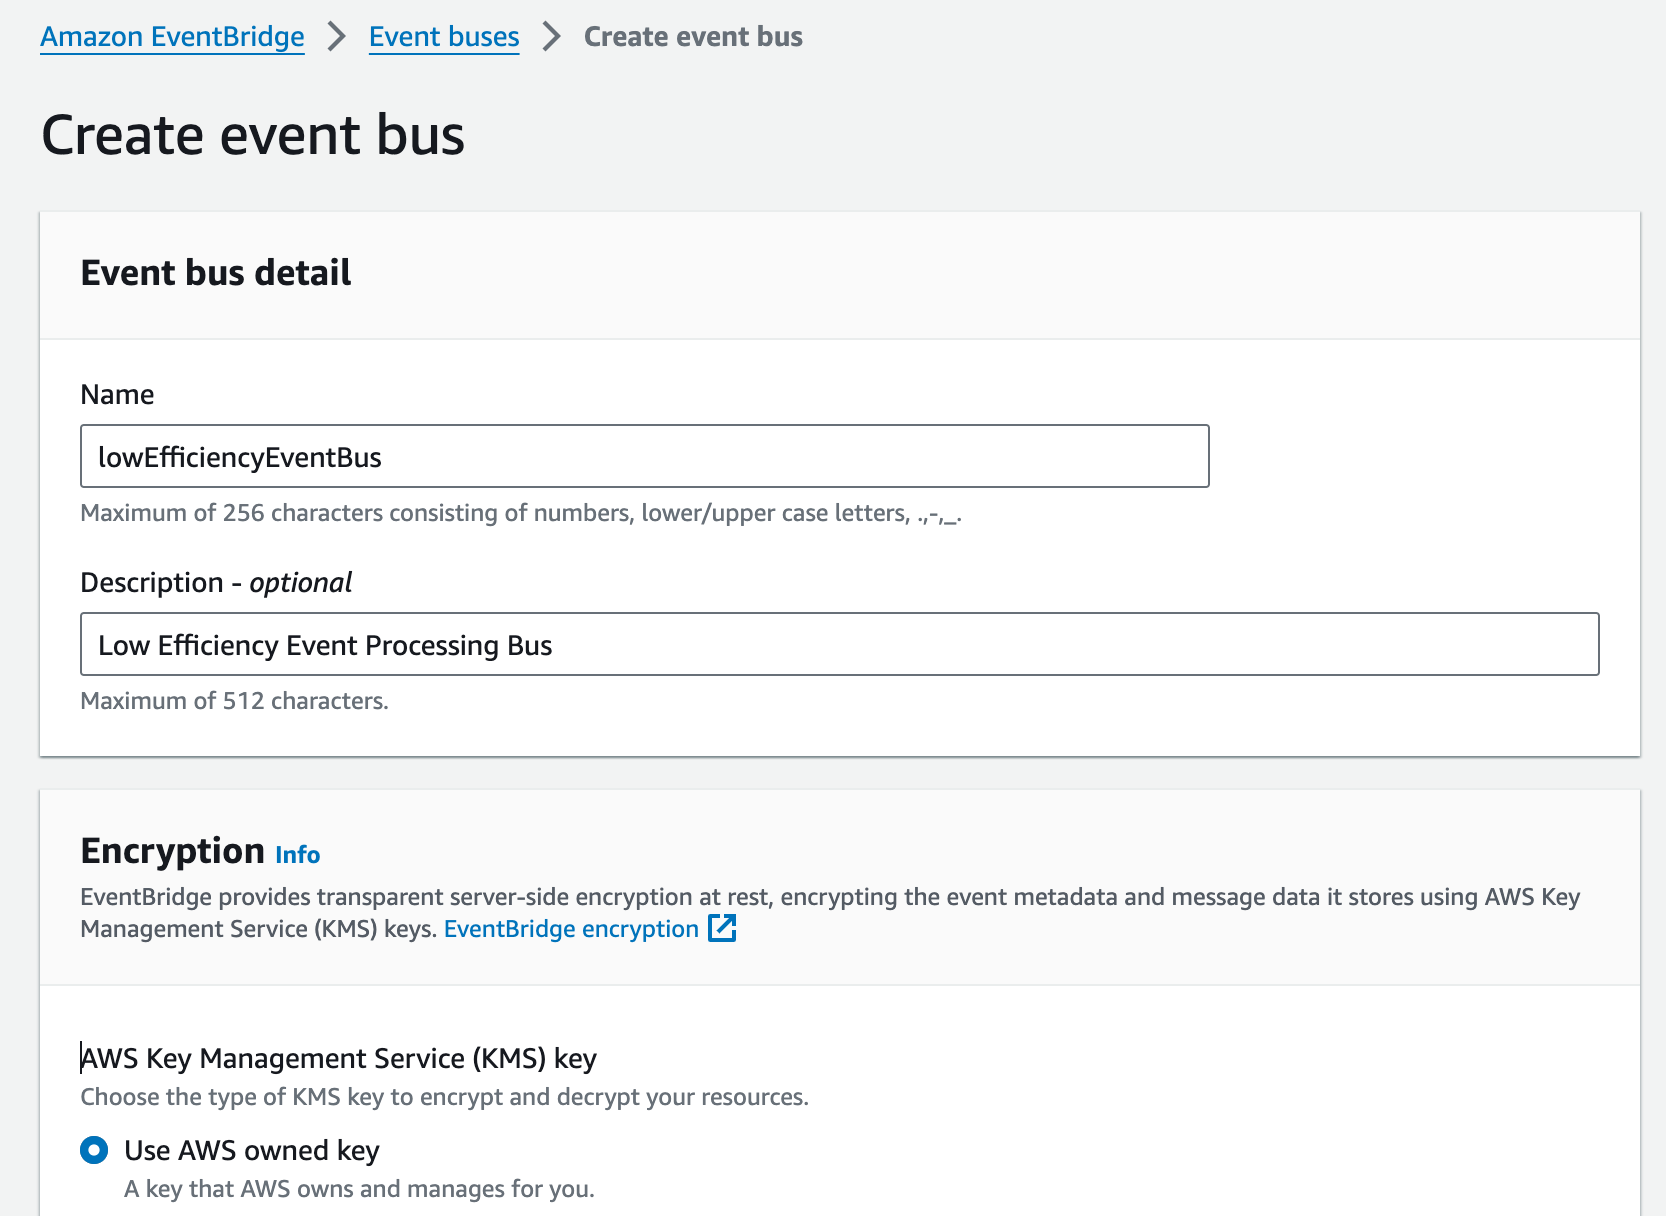 Amazon EventBridge > Event buses > Create event bus
Create event bus
Event bus detail
Name
lowEfficiencyEventBus
Maximum of 256 characters consisting of numbers, lower/upper case letters, .,-,_.
Description - optional
Low Efficiency Event Processing Bus
Maximum of 512 characters.
Encryption Info
EventBridge provides transparent server-side encryption at rest, encrypting the event metadata and message data it stores using AWS Key
Management Service (KMS) keys. EventBridge encryption
AWS Key Management Service (KMS) key
Choose the type of KMS key to encrypt and decrypt your resources.
Use AWS owned key
A key that AWS owns and manages for you.